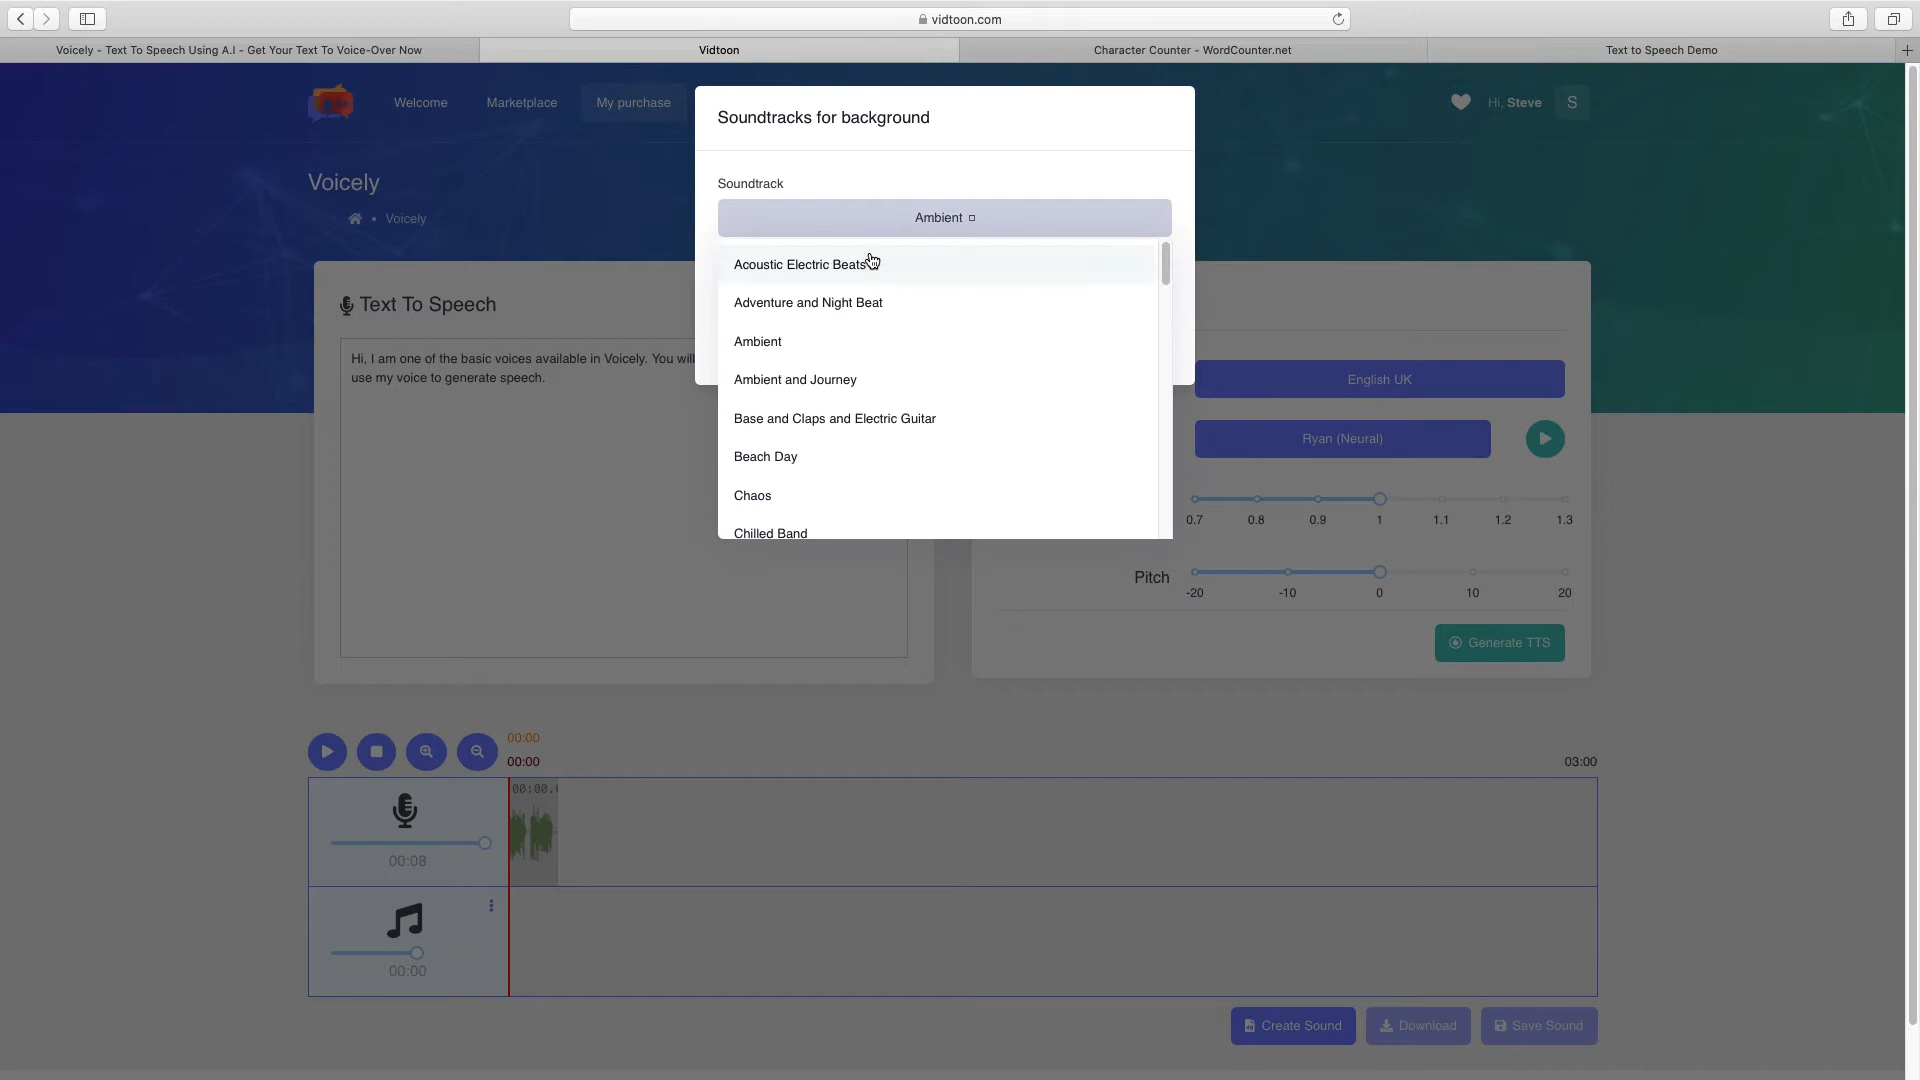 vidtoon.com
Voicely - Text To Speech Using A.I - Get Your Text To Voice-Over Now
Vidtoon
Character Counter - WordCounter.net
Text to Speech Demo
Welcome
Marketplace
My purchase
Hi, Steve
S
Soundtracks for background
Voicely
Voicely
Soundtrack
Ambient
Acoustic Electric Beats
Adventure and Night Beat
Ambient
Ambient and Journey
Base and Claps and Electric Guitar
Beach Day
Chaos
Chilled Band
Text To Speech
Hi, I am one of the basic voices available in Voicely. You will
use my voice to generate speech.
English UK
Ryan (Neural)
0.7 0.8 0.9 1 1.1 1.2 1.3
Pitch
-20 -10 0 10 20
Generate TTS
00:00
00:00
03:00
00:00.
00:08
00:00
Create Sound
Download
Save Sound